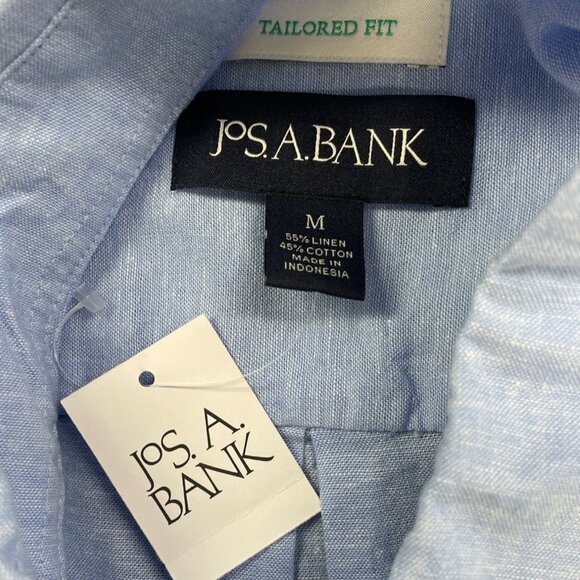 TAILORED FIT
JOS. A. BANK
M
55% LINEN
45% COTTON
MADE IN
INDONESIA
JOS. A.
BANK